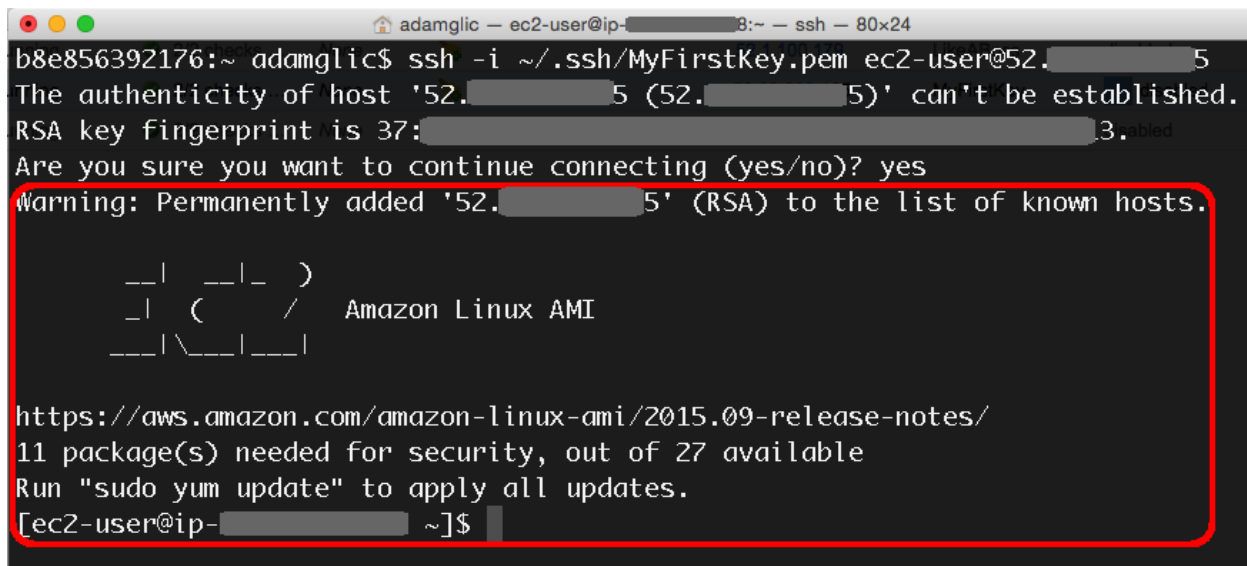 adamglic — ec2-user@ip-8:~ — ssh — 80×24
b8e856392176:~ adamglic$ ssh -i ~/.ssh/MyFirstKey.pem ec2-user@52.5
The authenticity of host '52.5 (52.5)' can't be established.
RSA key fingerprint is 37:3.
Are you sure you want to continue connecting (yes/no)? yes
Warning: Permanently added '52.5' (RSA) to the list of known hosts.
__|  __|_  )
_|  (     /   Amazon Linux AMI
___|\___|___|
https://aws.amazon.com/amazon-linux-ami/2015.09-release-notes/
11 package(s) needed for security, out of 27 available
Run "sudo yum update" to apply all updates.
[ec2-user@ip- ~]$